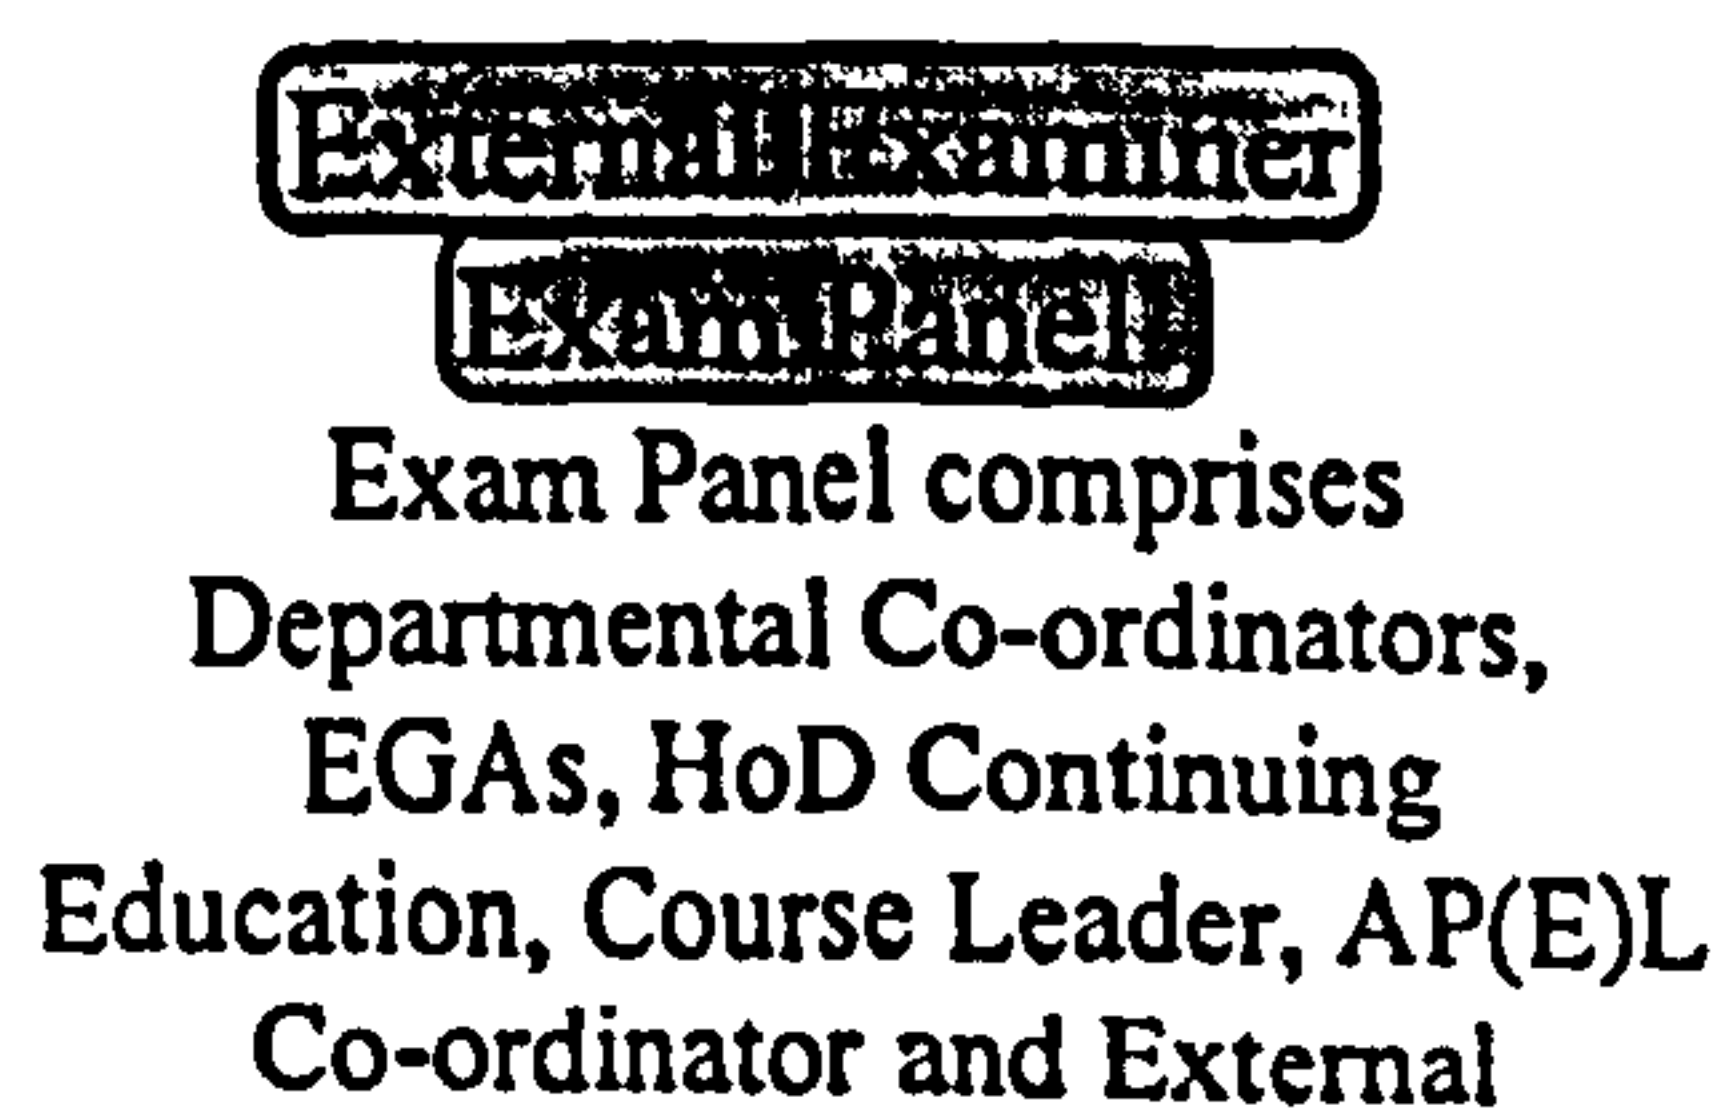 External Examiner
Exam Panel
Exam Panel comprises
Departmental Co-ordinators,
EGAs, HoD Continuing
Education, Course Leader, AP(E)L
Co-ordinator and External